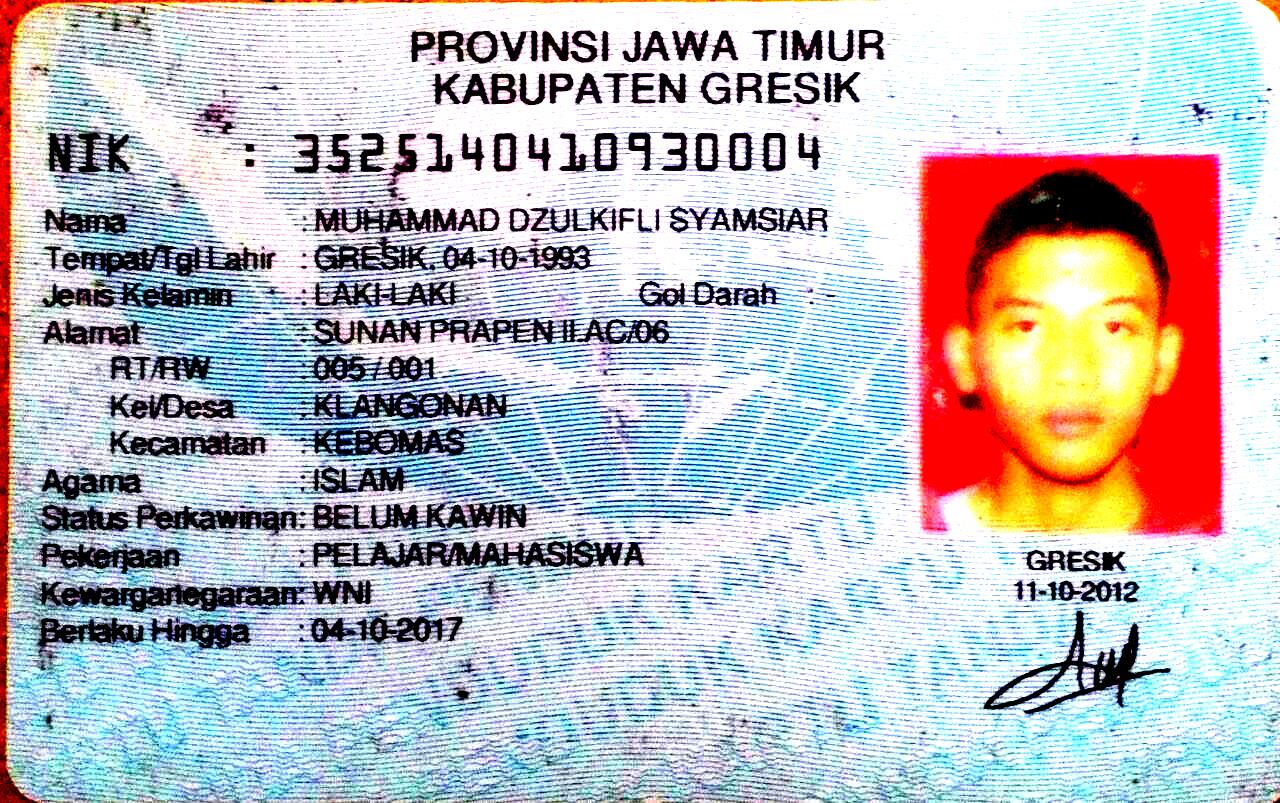 PROVINSI JAWA TIMUR
KABUPATEN GRESIK
NIK : 3525140410930004
Nama : MUHAMMAD DZULKIFLI SYAMSIAR
Tempat/Tgl Lahir : GRESIK, 04-10-1993
Jenis Kelamin : LAKI-LAKI Gol Darah : -
Alamat : SUNAN PRAPEN II.AC/06
RT/RW : 005 / 001
Kel/Desa : KLANGONAN
Kecamatan : KEBOMAS
Agama : ISLAM
Status Perkawinan: BELUM KAWIN
Pekerjaan : PELAJAR/MAHASISWA
Kewarganegaraan: WNI
Berlaku Hingga : 04-10-2017
GRESIK
11-10-2012